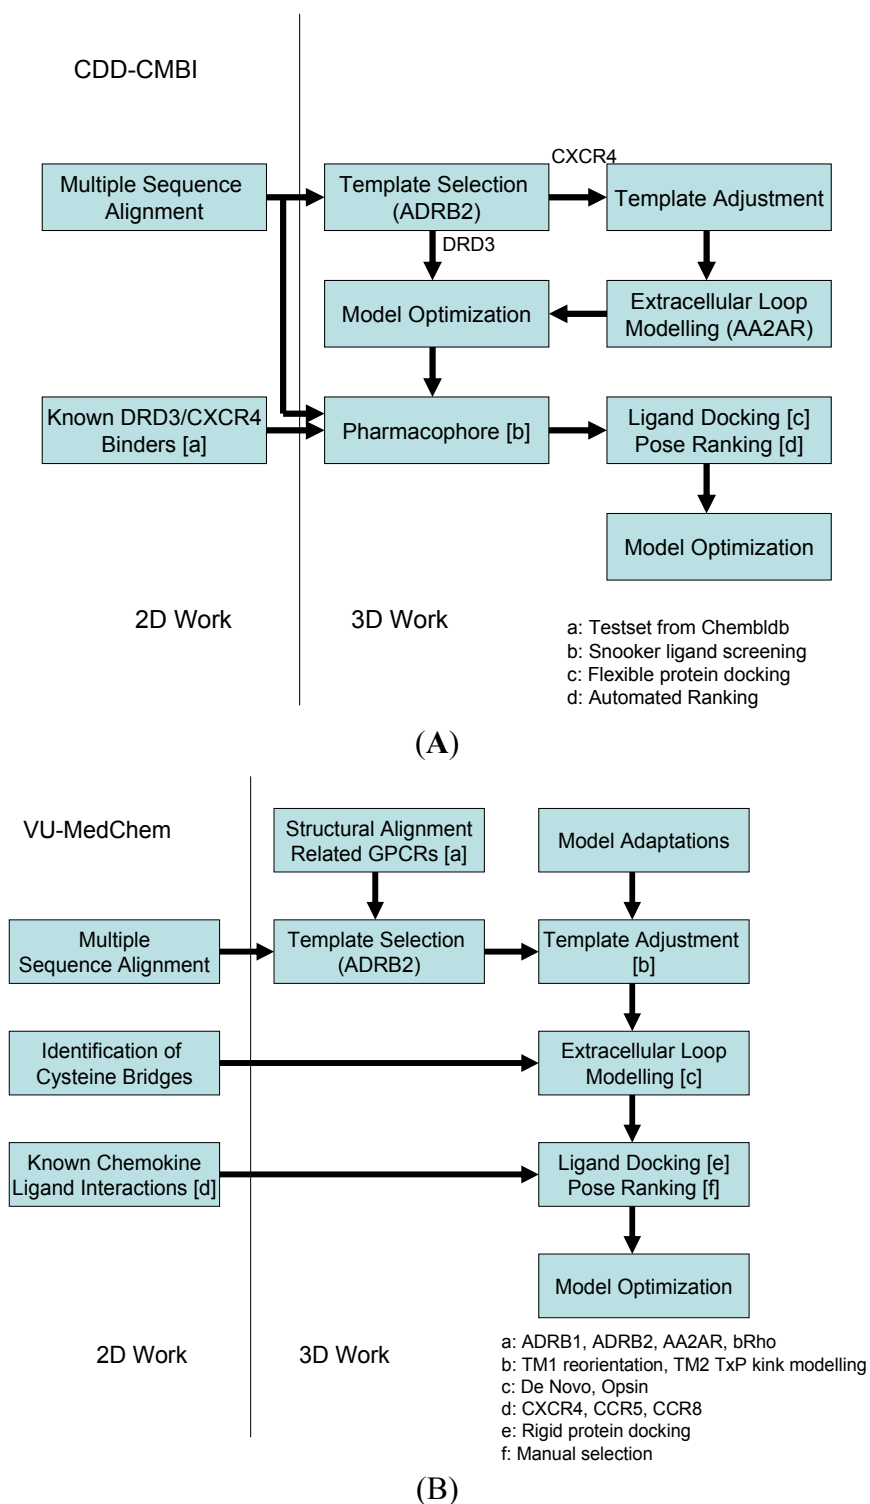 CDD-CMBI
CXCR4
Multiple Sequence
Alignment
Template Selection
(ADRB2)
Template Adjustment
DRD3
Model Optimization
Extracellular Loop
Modelling (AA2AR)
Known DRD3/CXCR4
Binders [a]
Pharmacophore [b]
Ligand Docking [c]
Pose Ranking [d]
Model Optimization
2D Work
3D Work
a: Testset from Chembldb
b: Snooker ligand screening
c: Flexible protein docking
d: Automated Ranking
(A)
VU-MedChem
Structural Alignment
Related GPCRs [a]
Model Adaptations
Multiple
Sequence Alignment
Template Selection
(ADRB2)
Template Adjustment
[b]
Identification of
Cysteine Bridges
Extracellular Loop
Modelling [c]
Known Chemokine
Ligand Interactions [d]
Ligand Docking [e]
Pose Ranking [f]
Model Optimization
2D Work
3D Work
a: ADRB1, ADRB2, AA2AR, bRho
b: TM1 reorientation, TM2 TxP kink modelling
c: De Novo, Opsin
d: CXCR4, CCR5, CCR8
e: Rigid protein docking
f: Manual selection
(B)